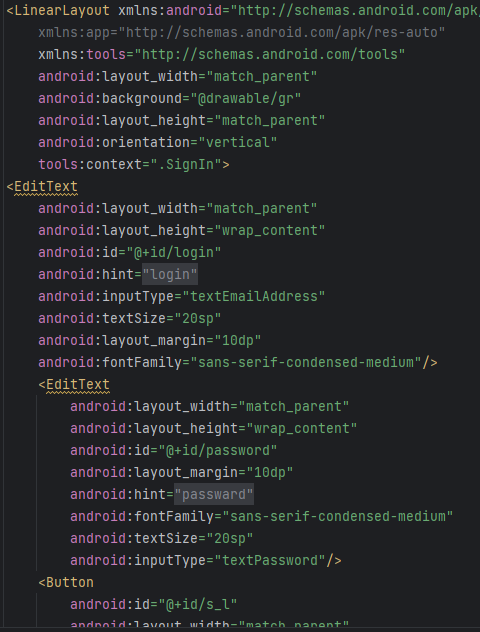 <LinearLayout xmlns:android="http://schemas.android.com/apk/
xmlns:app="http://schemas.android.com/apk/res-auto"
xmlns:tools="http://schemas.android.com/tools"
android:layout_width="match_parent"
android:background="@drawable/gr"
android:layout_height="match_parent"
android:orientation="vertical"
tools:context=".SignIn">
<EditText
android:layout_width="match_parent"
android:layout_height="wrap_content"
android:id="@+id/login"
android:hint="login"
android:inputType="textEmailAddress"
android:textSize="20sp"
android:layout_margin="10dp"
android:fontFamily="sans-serif-condensed-medium"/>
<EditText
android:layout_width="match_parent"
android:layout_height="wrap_content"
android:id="@+id/password"
android:layout_margin="10dp"
android:hint="passward"
android:fontFamily="sans-serif-condensed-medium"
android:textSize="20sp"
android:inputType="textPassword"/>
<Button
android:id="@+id/s_l"
android:layout_width="match_parent"